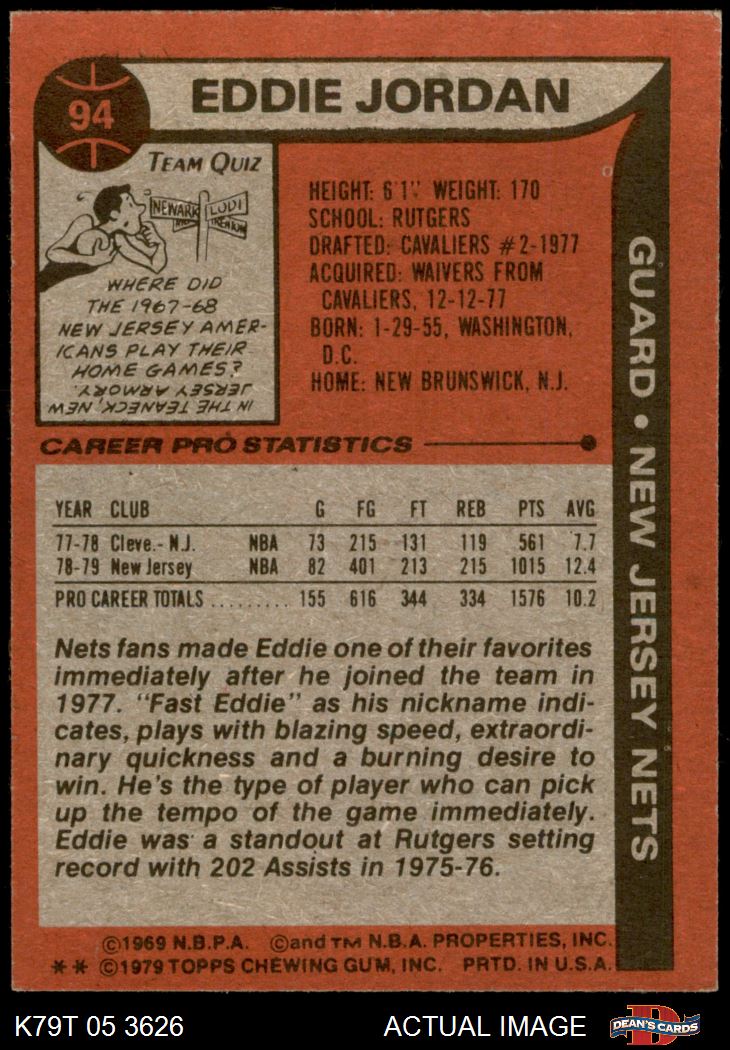 94
EDDIE JORDAN
TEAM QUIZ
NEWARK LODI
TRENTON
WHERE DID
THE 1967-68
NEW JERSEY AMER-
ICANS PLAY THEIR
HOME GAMES?
IN THE TEANECK, NEW
JERSEY ARMORY.
HEIGHT: 6'1" WEIGHT: 170
SCHOOL: RUTGERS
DRAFTED: CAVALIERS #2-1977
ACQUIRED: WAIVERS FROM
CAVALIERS, 12-12-77
BORN: 1-29-55, WASHINGTON,
D.C.
HOME: NEW BRUNSWICK, N.J.
GUARD • NEW JERSEY NETS
CAREER PRO STATISTICS
YEAR CLUB G FG FT REB PTS AVG
77-78 Cleve.- N.J. NBA 73 215 131 119 561 7.7
78-79 New Jersey NBA 82 401 213 215 1015 12.4
PRO CAREER TOTALS ......... 155 616 344 334 1576 10.2
Nets fans made Eddie one of their favorites
immediately after he joined the team in
1977. "Fast Eddie" as his nickname indi-
cates, plays with blazing speed, extraordi-
nary quickness and a burning desire to
win. He's the type of player who can pick
up the tempo of the game immediately.
Eddie was a standout at Rutgers setting
record with 202 Assists in 1975-76.
©1969 N.B.P.A. ©and TM N.B.A. PROPERTIES, INC.
** ©1979 TOPPS CHEWING GUM, INC. PRTD. IN U.S.A.
K79T 05 3626 ACTUAL IMAGE
D
DEAN'S CARDS